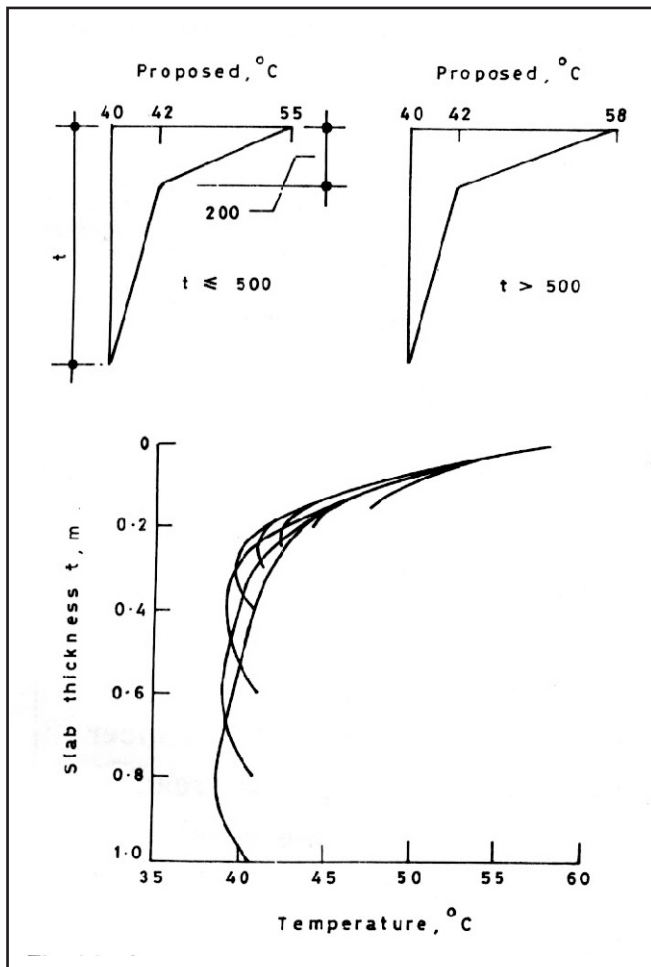 Proposed, °C
40 42 55
200
t
t ⩽ 500
Proposed, °C
40 42 58
t > 500
0
0·2
0·4
0·6
0·8
1·0
Slab thickness t, m
35 40 45 50 55 60
Temperature, °C